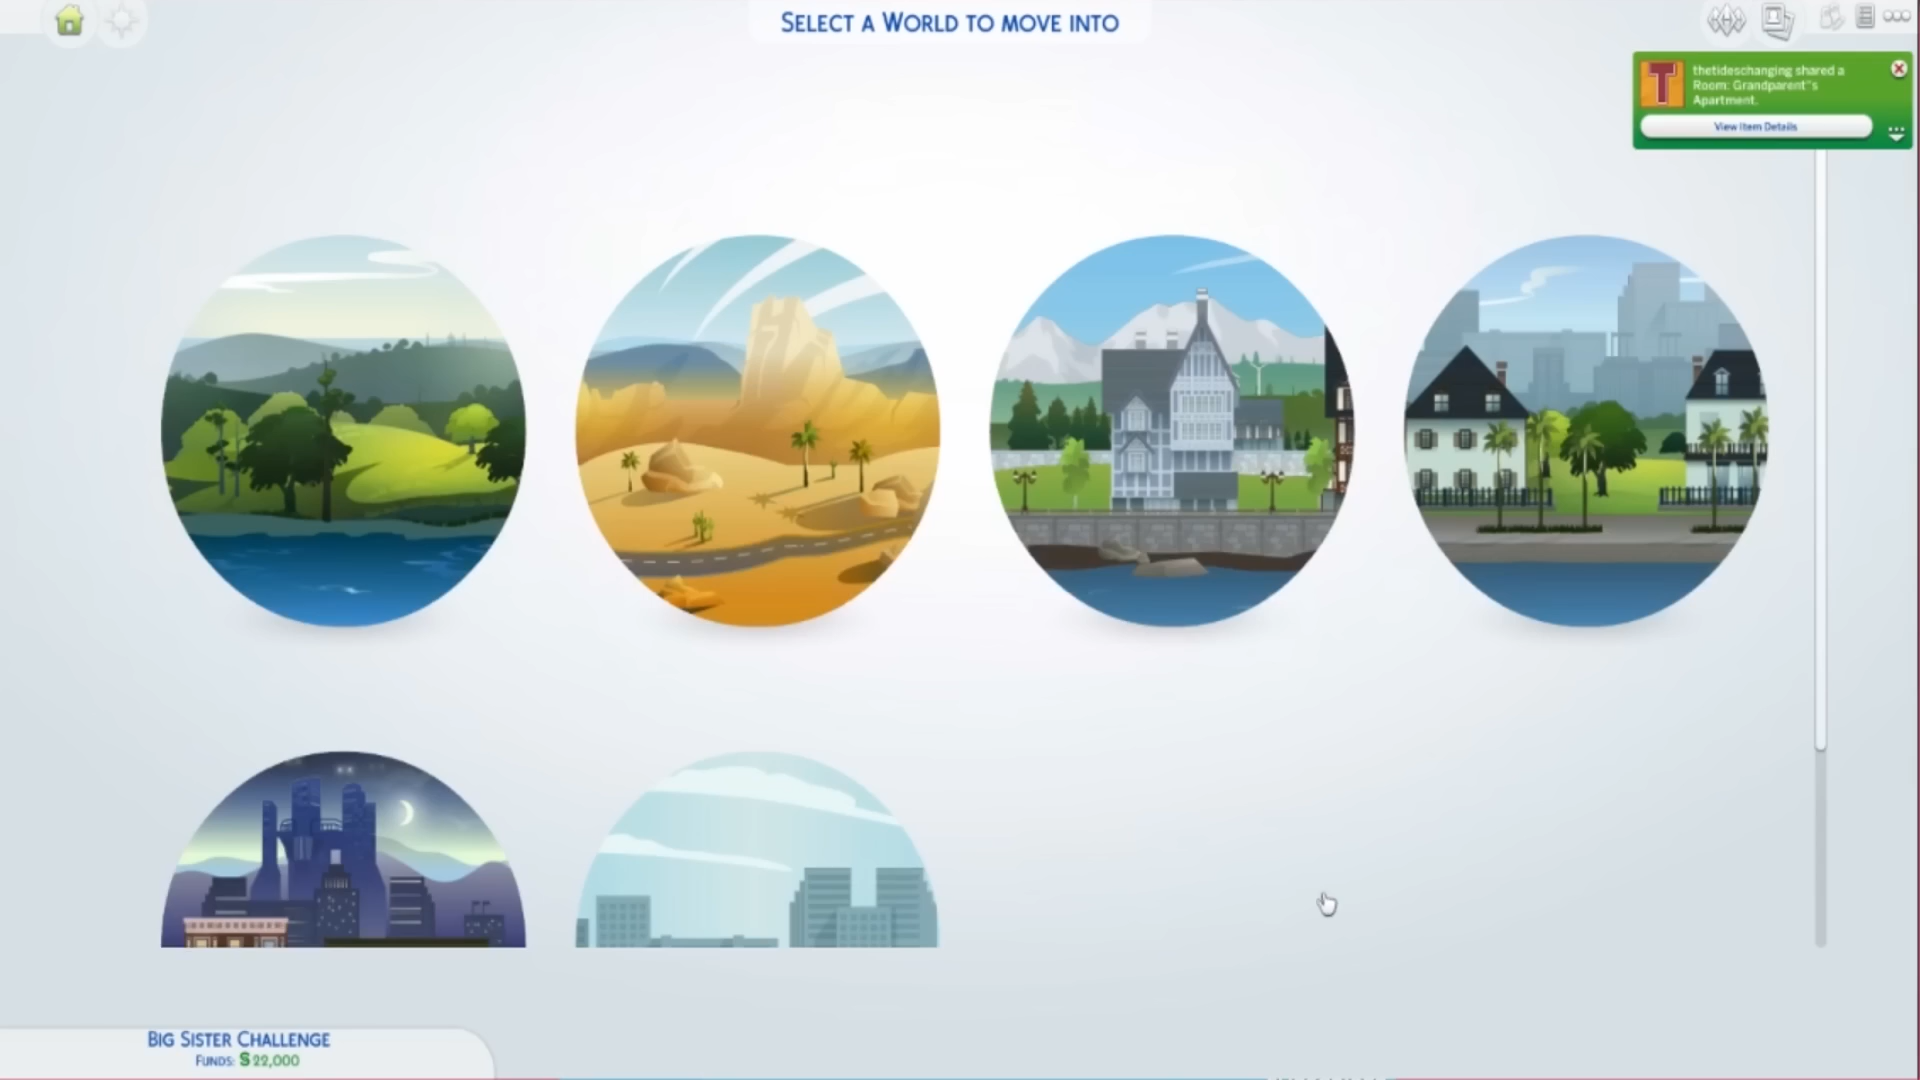 SELECT A WORLD TO MOVE INTO
T
thetideschanging shared a
Room: Grandparent''s
Apartment.
View Item Details
BIG SISTER CHALLENGE
FUNDS: §22,000